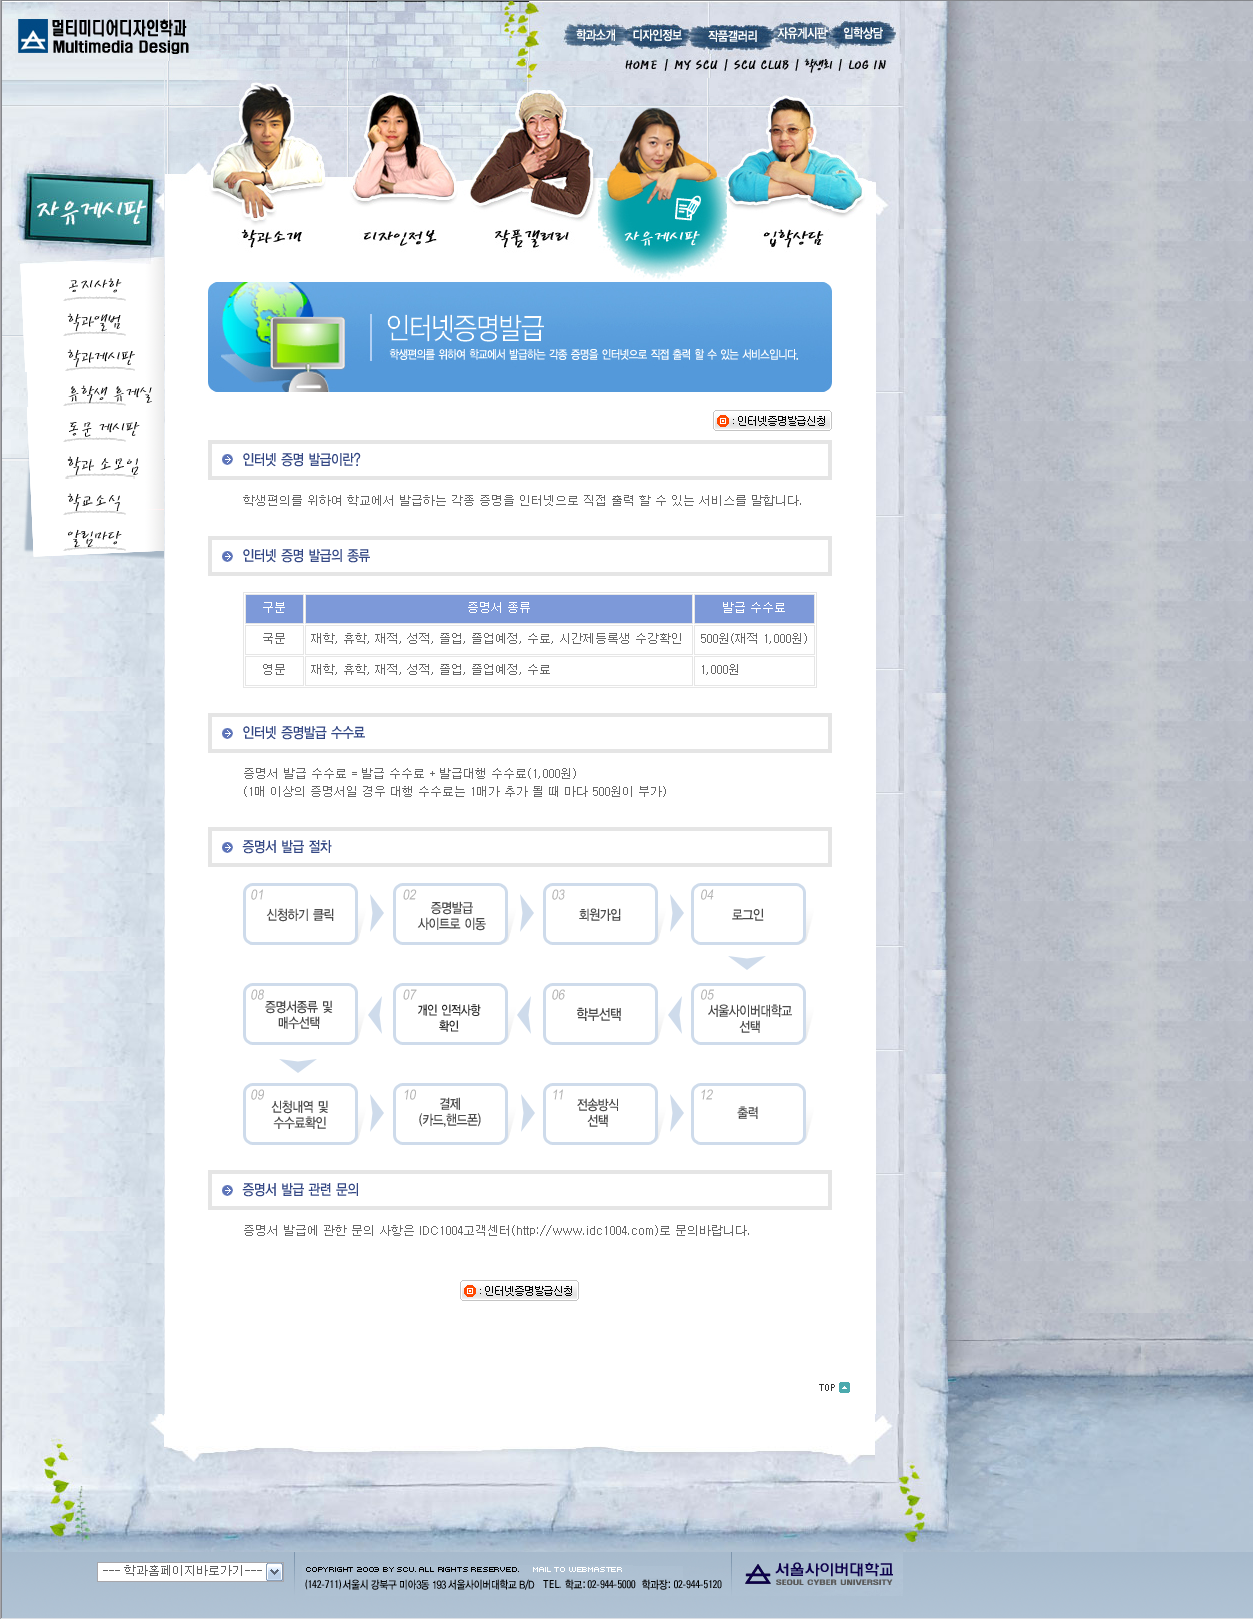 멀티미디어디자인학과
Multimedia Design
학과소개 디자인정보 작품갤러리 자유게시판 입학상담
HOME | MY SCU | SCU CLUB | 학생회 | LOG IN
자유게시판
학과소개 디자인정보 작품갤러리 자유게시판 입학상담
공지사항
학과앨범
학과게시판
휴학생 휴게실
동문 게시판
학과 소모임
학교소식
알림마당
인터넷증명발급
학생편의를 위하여 학교에서 발급하는 각종 증명을 인터넷으로 직접 출력 할 수 있는 서비스입니다.
: 인터넷증명발급신청
인터넷 증명 발급이란?
학생편의를 위하여 학교에서 발급하는 각종 증명을 인터넷으로 직접 출력 할 수 있는 서비스를 말합니다.
인터넷 증명 발급의 종류
구분 증명서 종류 발급 수수료
국문 재학, 휴학, 재적, 성적, 졸업, 졸업예정, 수료, 시간제등록생 수강확인 500원(재적 1,000원)
영문 재학, 휴학, 재적, 성적, 졸업, 졸업예정, 수료 1,000원
인터넷 증명발급 수수료
증명서 발급 수수료 = 발급 수수료 + 발급대행 수수료(1,000원)
(1매 이상의 증명서일 경우 대행 수수료는 1매가 추가 될 때 마다 500원이 부가)
증명서 발급 절차
01 신청하기 클릭
02 증명발급
사이트로 이동
03 회원가입
04 로그인
05 서울사이버대학교
선택
06 학부선택
07 개인 인적사항
확인
08 증명서종류 및
매수선택
09 신청내역 및
수수료확인
10 결제
(카드,핸드폰)
11 전송방식
선택
12 출력
증명서 발급 관련 문의
증명서 발급에 관한 문의 사항은 IDC1004고객센터(http://www.idc1004.com)로 문의바랍니다.
: 인터넷증명발급신청
TOP
--- 학과홈페이지바로가기---
COPYRIGHT 2003 BY SCU. ALL RIGHTS RESERVED. MAIL TO WEBMASTER
(142-711) 서울시 강북구 미아3동 193 서울사이버대학교 B/D TEL. 학교: 02-944-5000 학과장: 02-944-5120
서울사이버대학교
SEOUL CYBER UNIVERSITY